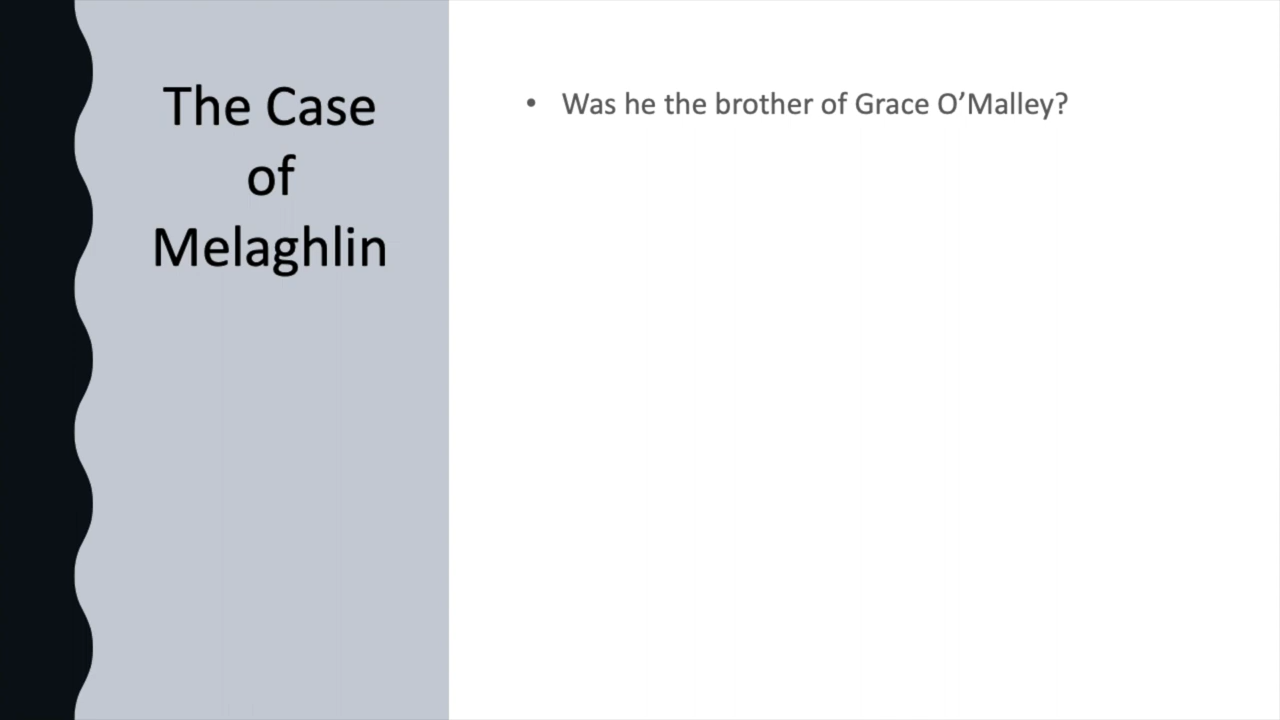 The Case
of
Melaghlin
• Was he the brother of Grace O’Malley?